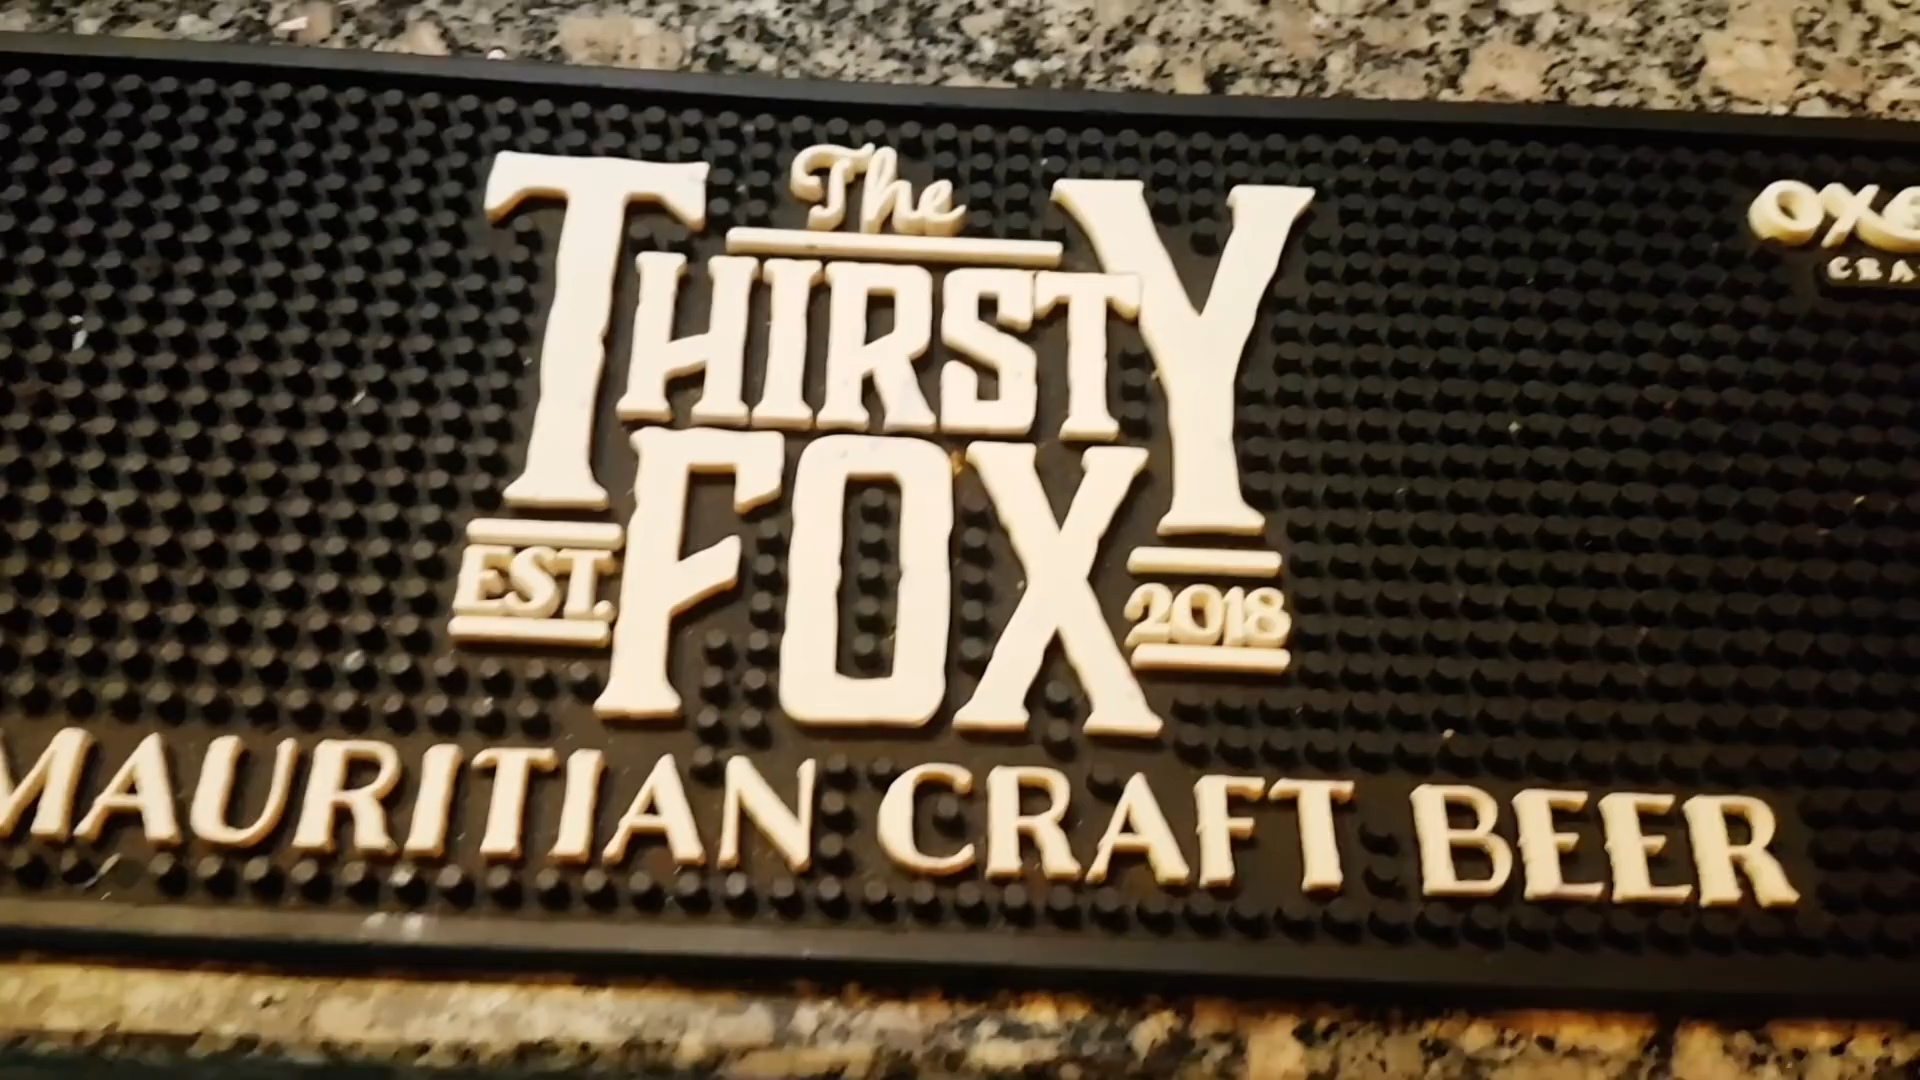 The
THIRSTY
FOX
EST. 2018
MAURITIAN CRAFT BEER